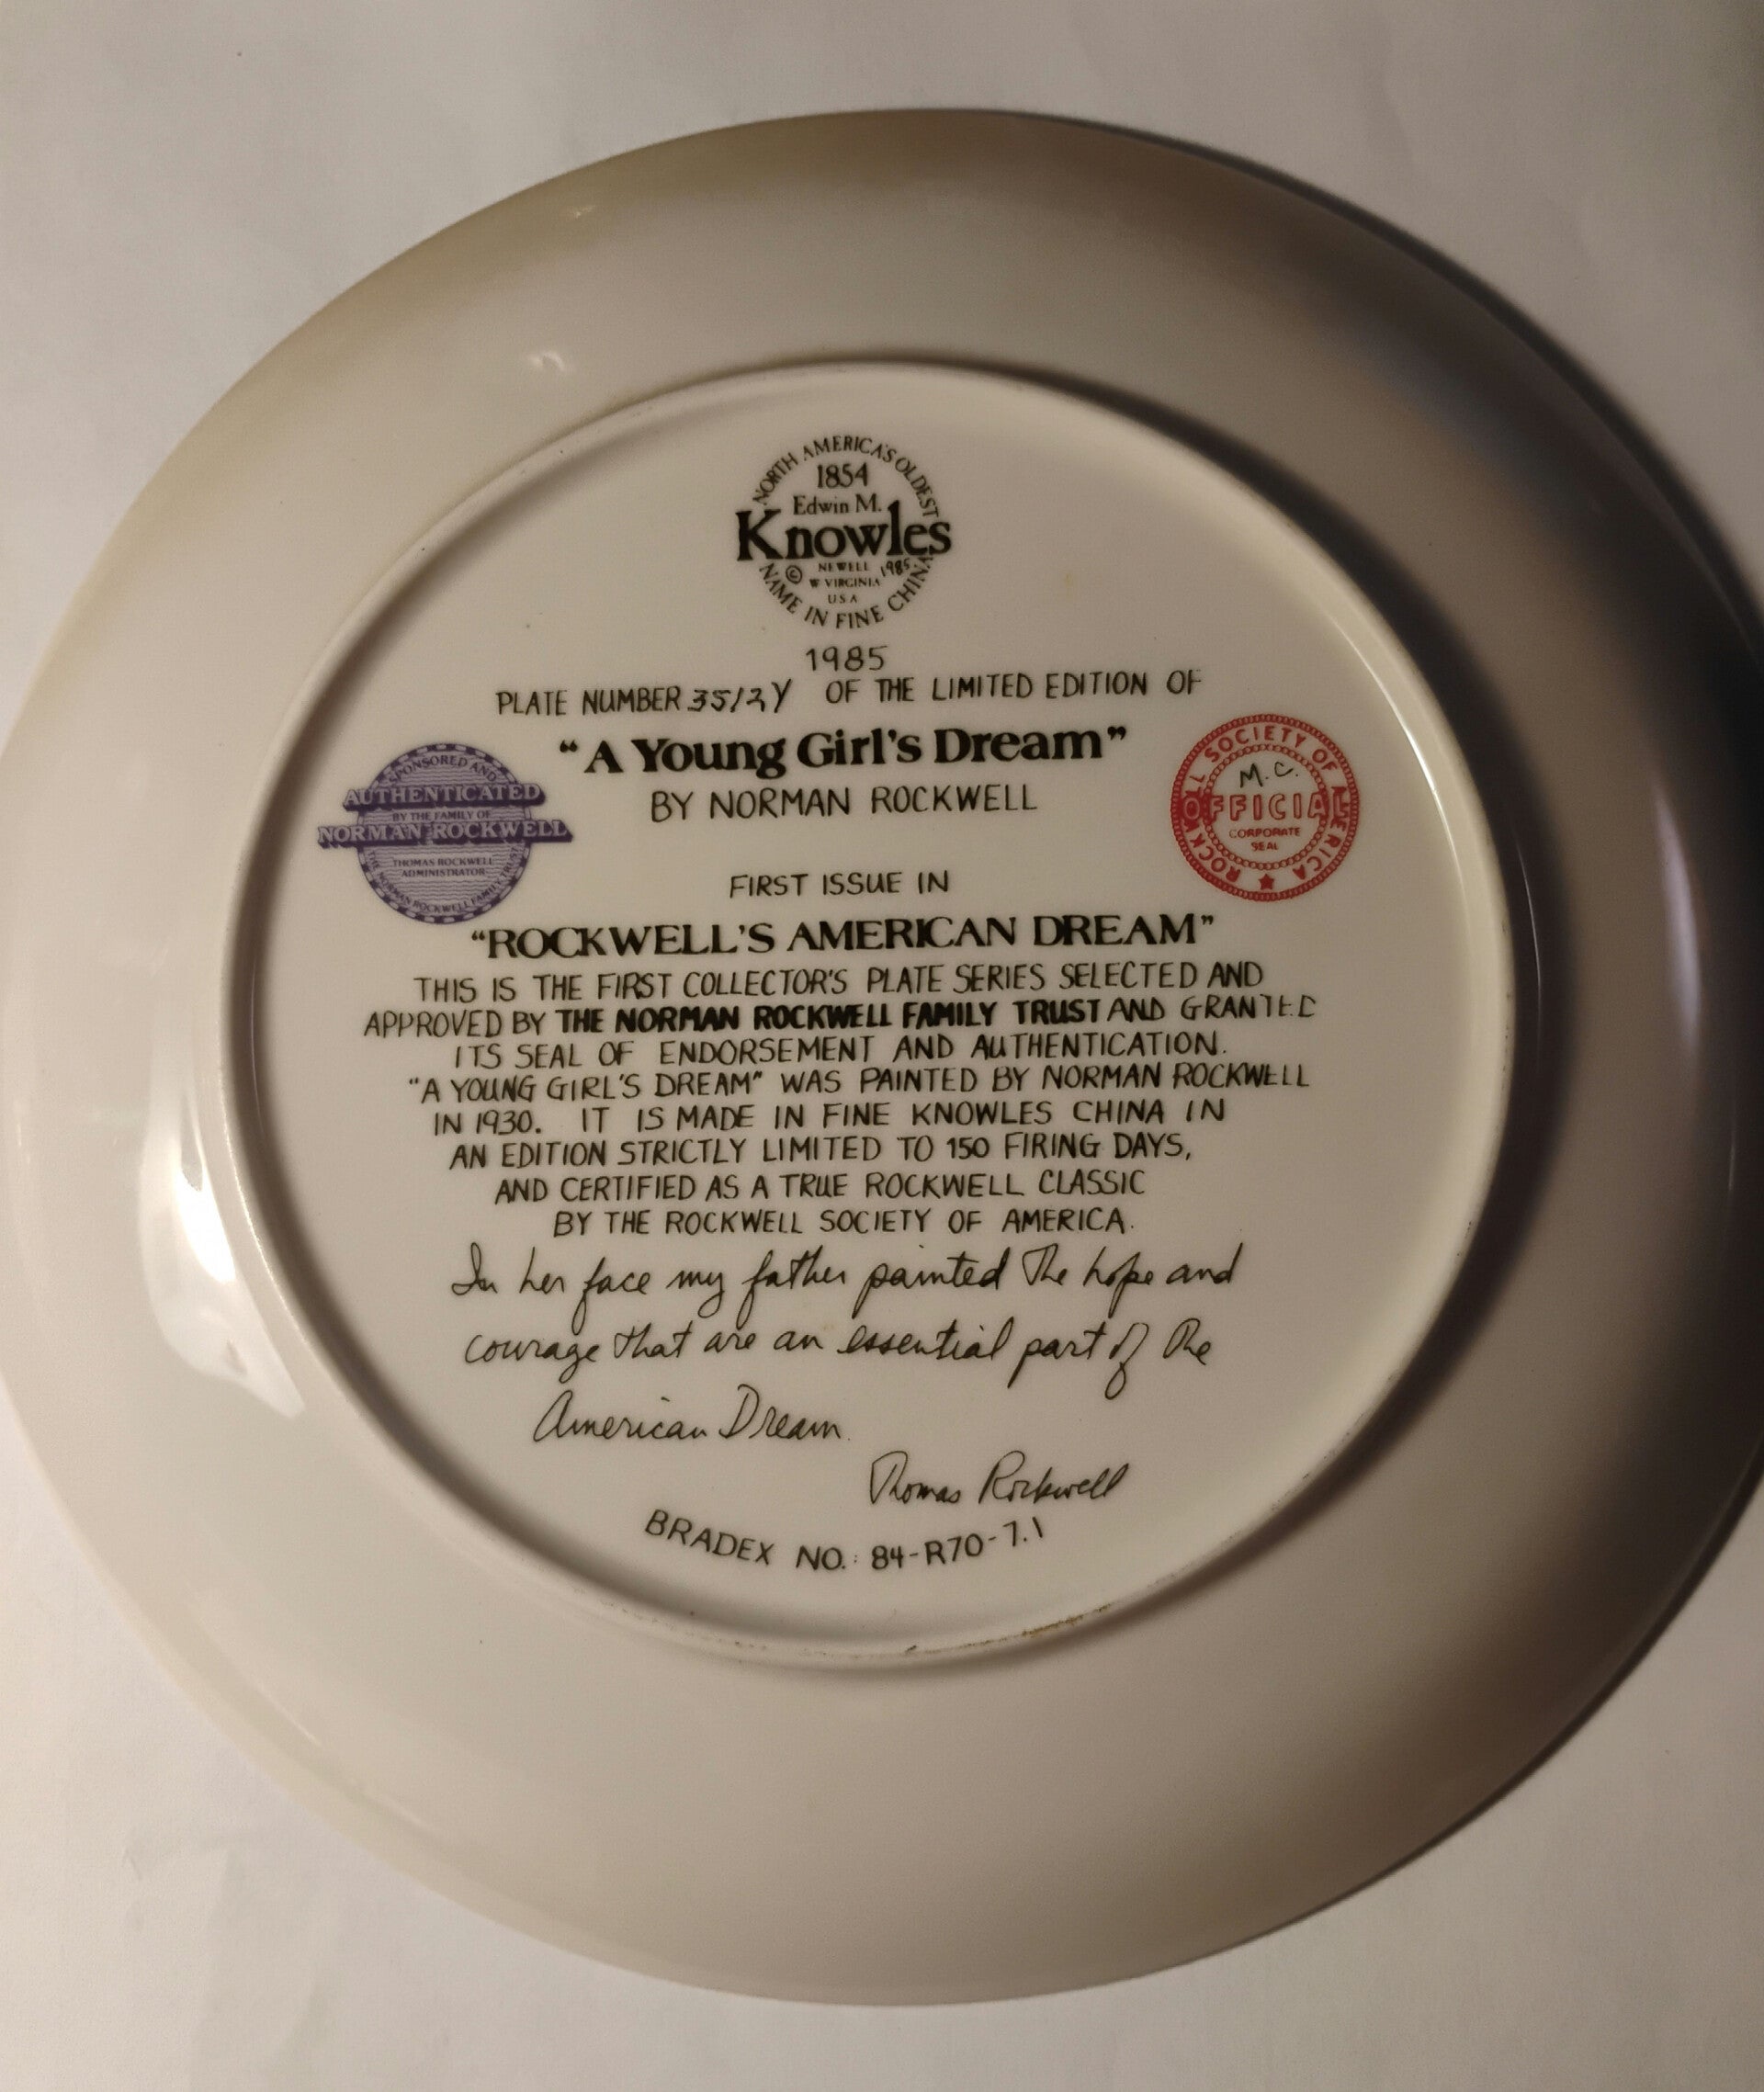 NORTH AMERICA'S OLDEST
1854
Edwin M.
Knowles
© NEWELL 1985
W VIRGINIA
USA
NAME IN FINE CHINA
1985
PLATE NUMBER OF THE LIMITED EDITION OF
"A Young Girl's Dream"
BY NORMAN ROCKWELL
SPONSORED AND
AUTHENTICATED
BY THE FAMILY OF
NORMAN ROCKWELL
THOMAS ROCKWELL
ADMINISTRATOR
THE NORMAN ROCKWELL FAMILY TRUST
ROCKWELL SOCIETY OF AMERICA
M.C.
OFFICIAL
CORPORATE
SEAL
FIRST ISSUE IN
"ROCKWELL'S AMERICAN DREAM"
THIS IS THE FIRST COLLECTOR'S PLATE SERIES SELECTED AND
APPROVED BY THE NORMAN ROCKWELL FAMILY TRUST AND GRANTED
ITS SEAL OF ENDORSEMENT AND AUTHENTICATION.
"A YOUNG GIRL'S DREAM" WAS PAINTED BY NORMAN ROCKWELL
IN 1930. IT IS MADE IN FINE KNOWLES CHINA IN
AN EDITION STRICTLY LIMITED TO 150 FIRING DAYS,
AND CERTIFIED AS A TRUE ROCKWELL CLASSIC
BY THE ROCKWELL SOCIETY OF AMERICA.
In her face my father painted the hope and
courage that are an essential part of the
American Dream.
Thomas Rockwell
BRADEX NO.: 84-R70-7.1